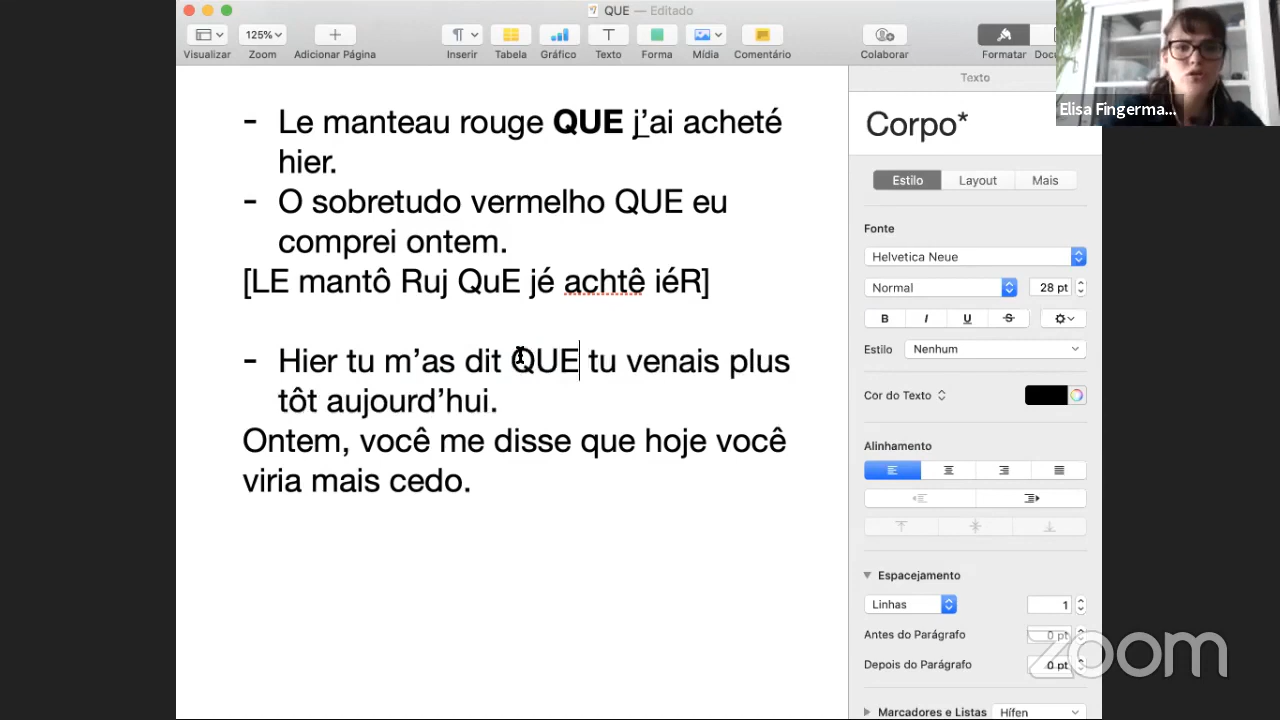 QUE — Editado
125%
Visualizar Zoom Adicionar Página Inserir Tabela Gráfico Texto Forma Mídia Comentário Colaborar Formatar
Texto
Elisa Fingerma...
Corpo*
Estilo Layout Mais
Fonte
Helvetica Neue
Normal 28 pt
B I U S
Estilo Nenhum
Cor do Texto
Alinhamento
Espacejamento
Linhas 1
Antes do Parágrafo 0 pt
Depois do Parágrafo 0 pt
Marcadores e Listas Hífen
- Le manteau rouge QUE j’ai acheté
hier.
- O sobretudo vermelho QUE eu
comprei ontem.
[LE mantô Ruj QuE jé achtê iéR]
- Hier tu m’as dit QUE tu venais plus
tôt aujourd’hui.
Ontem, você me disse que hoje você
viria mais cedo.
zoom